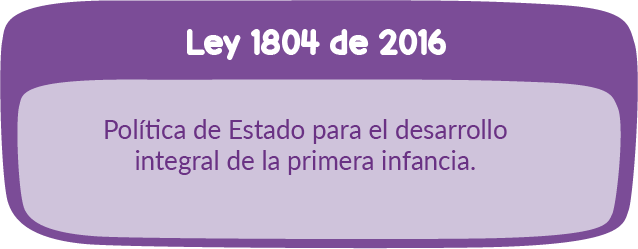 Ley 1804 de 2016
Política de Estado para el desarrollo
integral de la primera infancia.